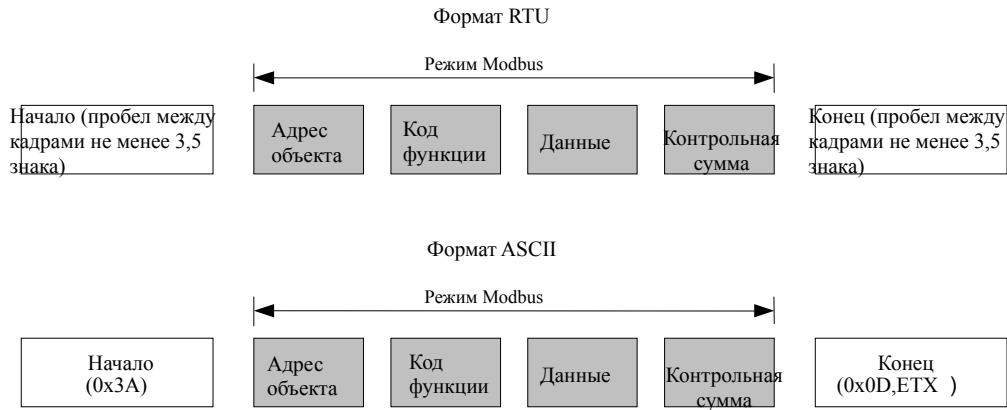 Формат RTU
Режим Modbus
Начало (пробел между
кадрами не менее 3,5
знака)
Адрес
объекта
Код
функции
Данные
Контрольная
сумма
Конец (пробел между
кадрами не менее 3,5
знака)
Формат ASCII
Режим Modbus
Начало
(0x3A)
Адрес
объекта
Код
функции
Данные
Контрольная
сумма
Конец
(0x0D,ETX )